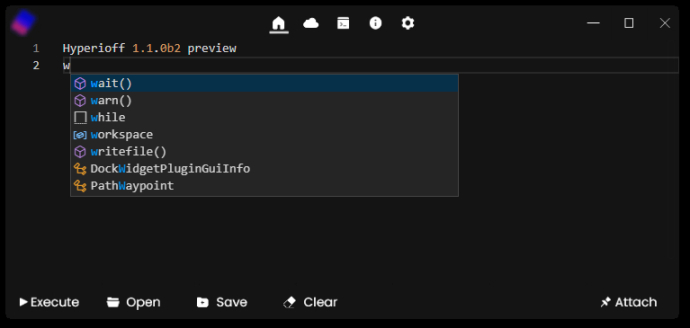 1 Hyperioff 1.1.0b2 preview
2 w
wait()
warn()
while
workspace
writefile()
DockWidgetPluginGuiInfo
PathWaypoint
Execute Open Save Clear Attach